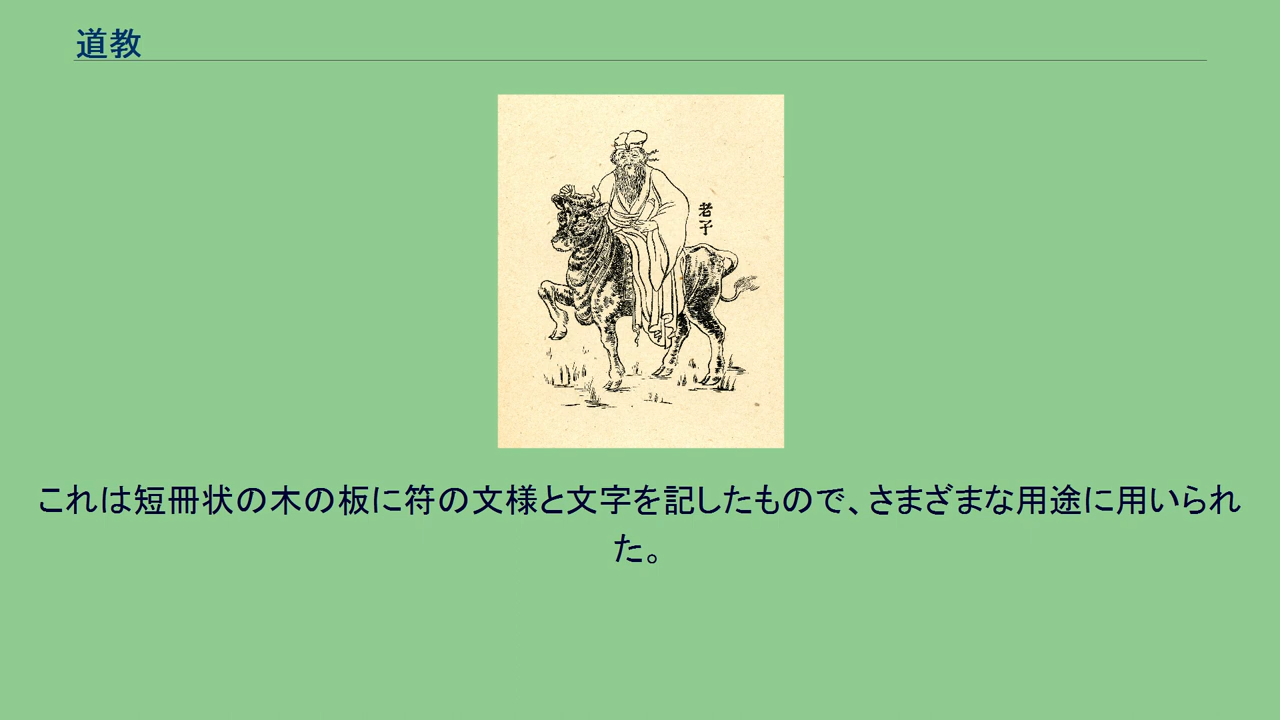 道教
老子
これは短冊状の木の板に符の文様と文字を記したもので、さまざまな用途に用いられ
た。